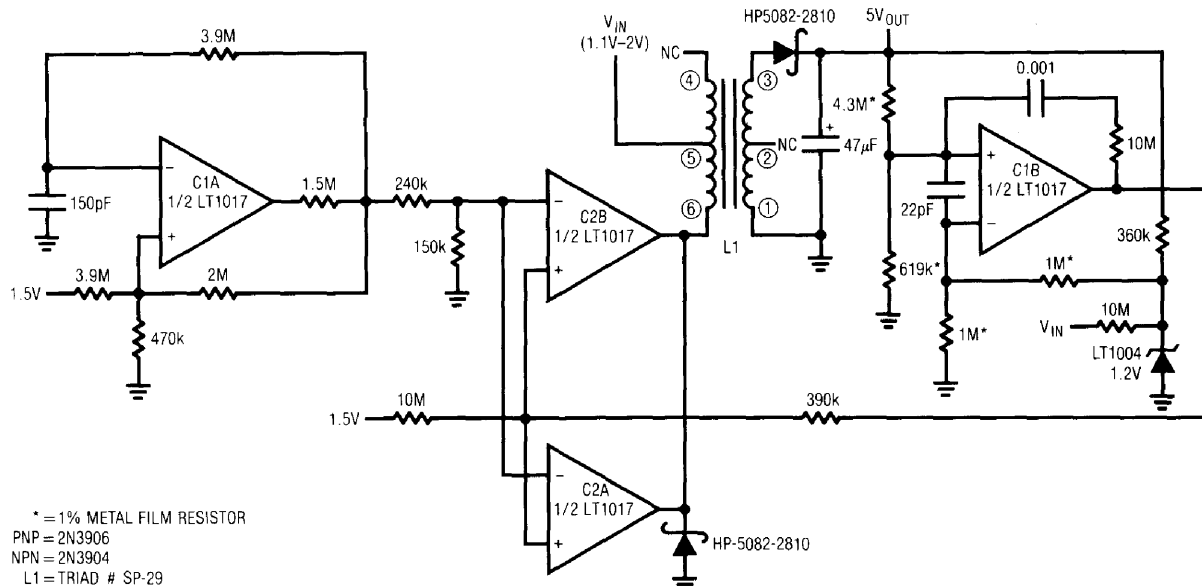 3.9M
V_IN
(1.1V–2V)
HP5082-2810
5V_OUT
NC
④
③
4.3M*
0.001
10M
−
C1A
1/2 LT1017
+
150pF
1.5M
240k
150k
−
C2B
1/2 LT1017
+
⑤
⑥
NC
②
①
L1
+
47µF
+
C1B
1/2 LT1017
−
22pF
360k
3.9M
1.5V
2M
470k
619k*
1M*
1M*
10M
V_IN
LT1004
1.2V
10M
1.5V
390k
−
C2A
1/2 LT1017
+
HP-5082-2810
* = 1% METAL FILM RESISTOR
PNP = 2N3906
NPN = 2N3904
L1 = TRIAD # SP-29